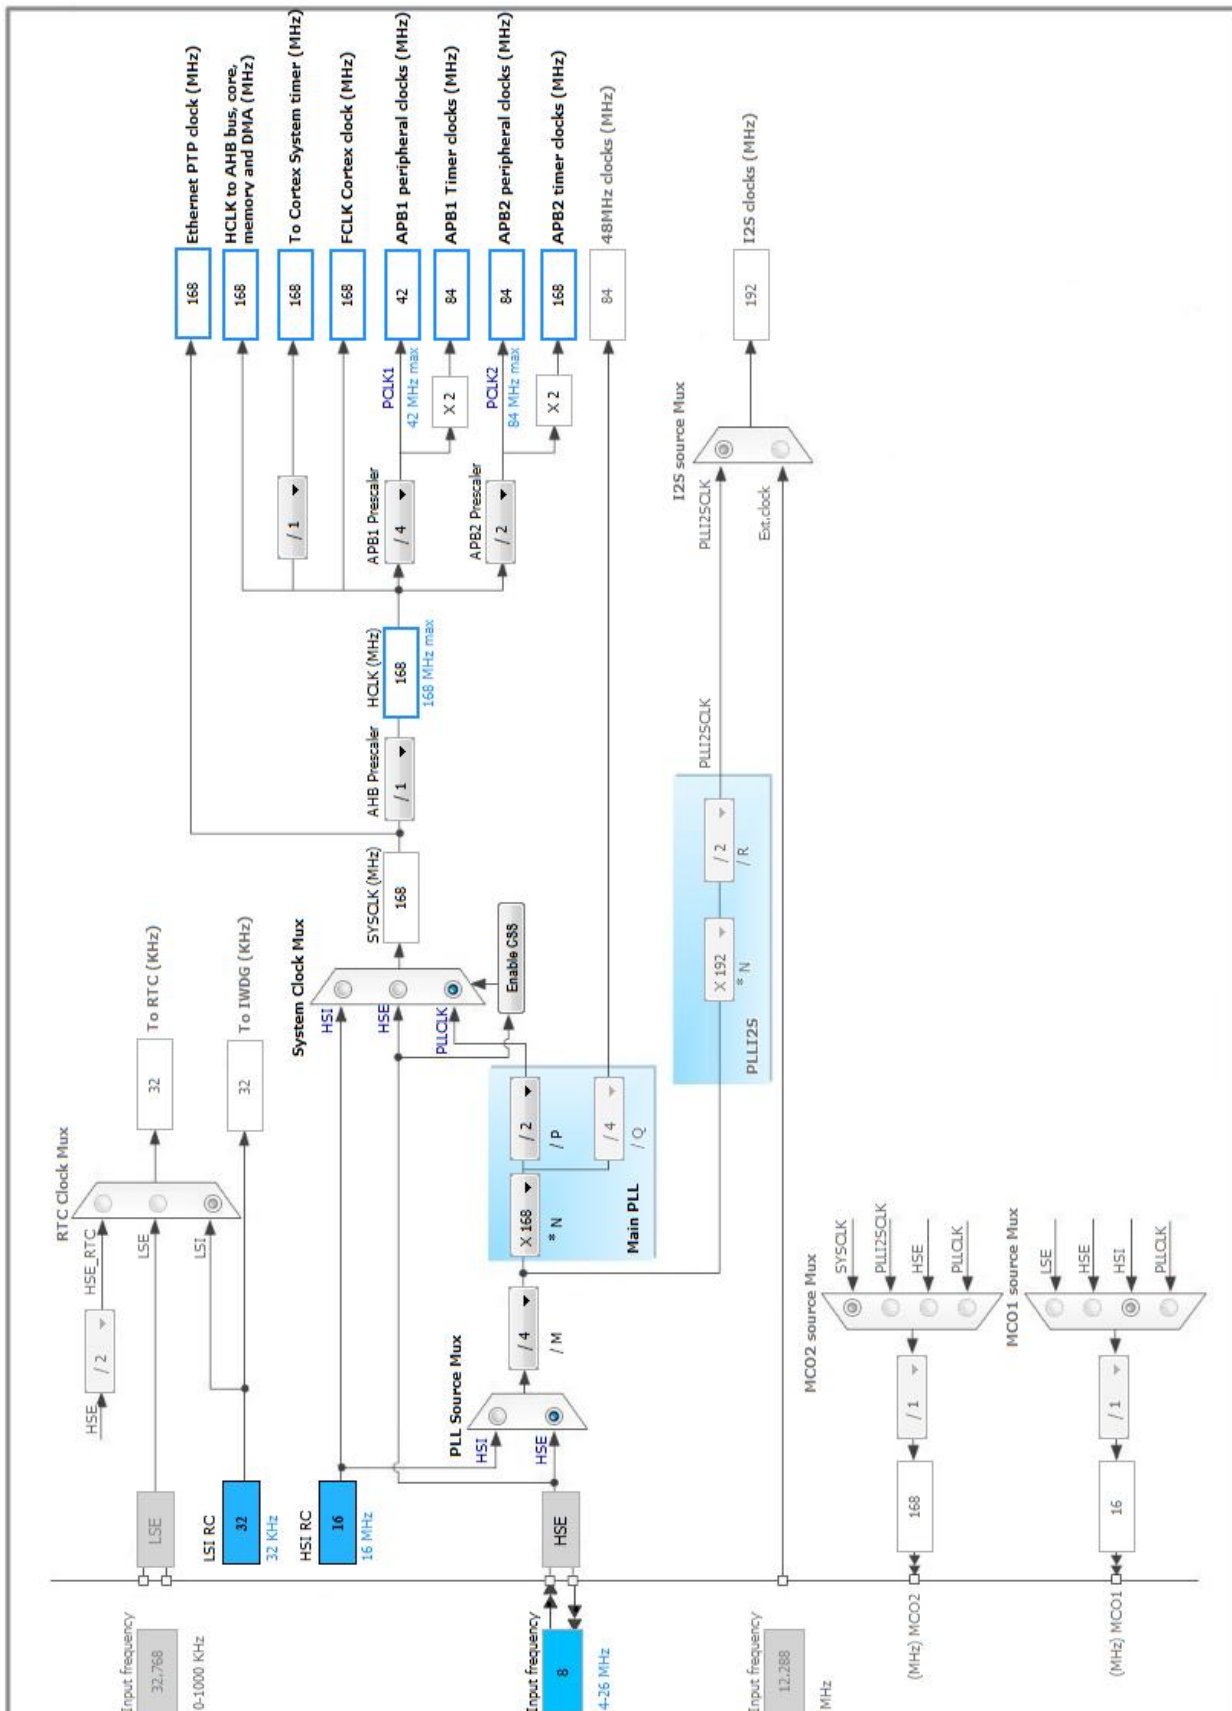 Input frequency
32.768
0-1000 KHz
LSE
HSE
/ 2
HSE_RTC
LSE
LSI
RTC Clock Mux
32
To RTC (KHz)
LSI RC
32
32 KHz
32
To IWDG (KHz)
HSI RC
16
16 MHz
Input frequency
8
4-26 MHz
HSE
PLL Source Mux
HSI
HSE
/ 4
/ M
X 168
* N
/ 2
/ P
/ 4
/ Q
Main PLL
System Clock Mux
HSI
HSE
PLLCLK
Enable CSS
SYSCLK (MHz)
168
AHB Prescaler
/ 1
HCLK (MHz)
168
168 MHz max
/ 1
APB1 Prescaler
/ 4
PCLK1
42 MHz max
X 2
APB2 Prescaler
/ 2
PCLK2
84 MHz max
X 2
168
Ethernet PTP clock (MHz)
168
HCLK to AHB bus, core,
memory and DMA (MHz)
168
To Cortex System timer (MHz)
168
FCLK Cortex clock (MHz)
42
APB1 peripheral clocks (MHz)
84
APB1 Timer clocks (MHz)
84
APB2 peripheral clocks (MHz)
168
APB2 timer clocks (MHz)
84
48MHz clocks (MHz)
X 192
* N
/ 2
/ R
PLLI2S
PLLI2SCLK
I2S source Mux
PLLI2SCLK
Ext.clock
192
I2S clocks (MHz)
Input frequency
12.288
MHz
MCO2 source Mux
SYSCLK
PLLI2SCLK
HSE
PLLCLK
/ 1
168
(MHz) MCO2
MCO1 source Mux
LSE
HSE
HSI
PLLCLK
/ 1
16
(MHz) MCO1